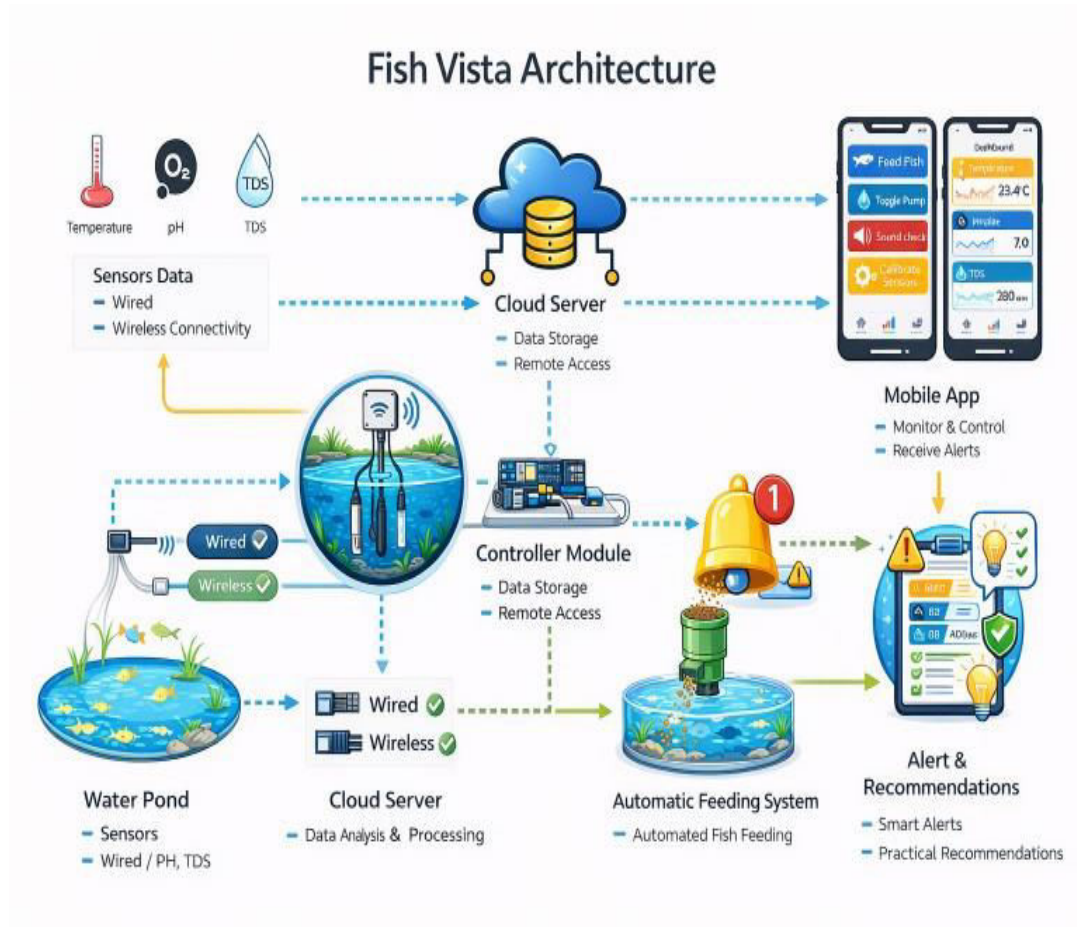 Fish Vista Architecture
O₂
TDS
Temperature
pH
TDS
Sensors Data
Wired
Wireless Connectivity
Cloud Server
Data Storage
Remote Access
Feed Fish
Toggle Pump
Sound check
Calibrate
Sensors
23.4°C
7.0
TDS
280
Mobile App
Monitor & Control
Receive Alerts
Wired
Wireless
Controller Module
Data Storage
Remote Access
1
Wired
Wireless
Water Pond
Sensors
Wired / PH, TDS
Cloud Server
Data Analysis & Processing
Automatic Feeding System
Automated Fish Feeding
Alert &
Recommendations
Smart Alerts
Practical Recommendations